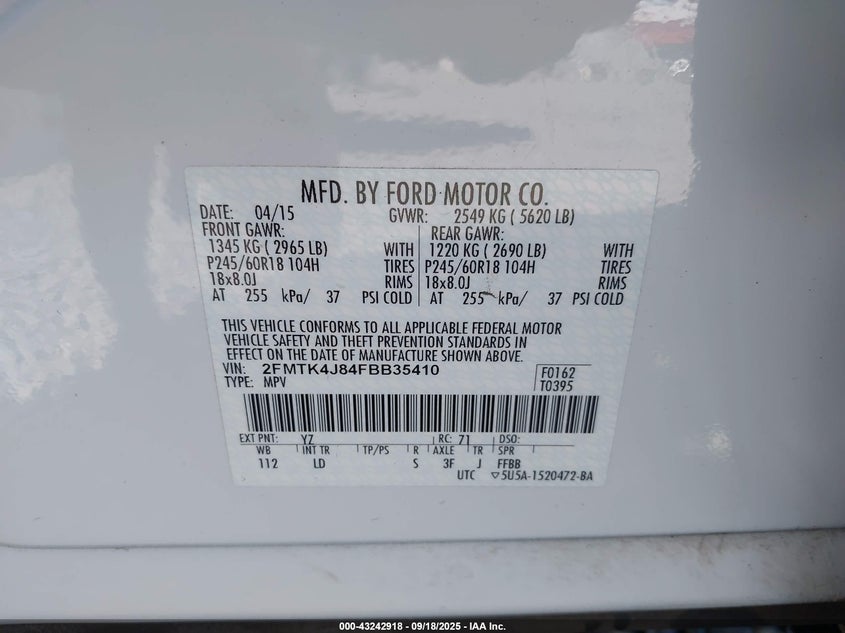 MFD. BY FORD MOTOR CO.
DATE: 04/15 GVWR: 2549 KG ( 5620 LB)
FRONT GAWR: REAR GAWR:
1345 KG ( 2965 LB) WITH 1220 KG ( 2690 LB) WITH
P245/60R18 104H TIRES P245/60R18 104H TIRES
18x8.0J RIMS 18x8.0J RIMS
AT 255 kPa/ 37 PSI COLD AT 255 kPa/ 37 PSI COLD
THIS VEHICLE CONFORMS TO ALL APPLICABLE FEDERAL MOTOR
VEHICLE SAFETY AND THEFT PREVENTION STANDARDS IN
EFFECT ON THE DATE OF MANUFACTURE SHOWN ABOVE.
VIN: 2FMTK4J84FBB35410 F0162
TYPE: MPV T0395
EXT PNT: YZ RC: 71 DSO:
WB INT TR TP/PS R AXLE TR SPR
112 LD S 3F J FFBB
UTC ▽5U5A-1520472-BA
000-43242918 - 09/18/2025 - IAA Inc.